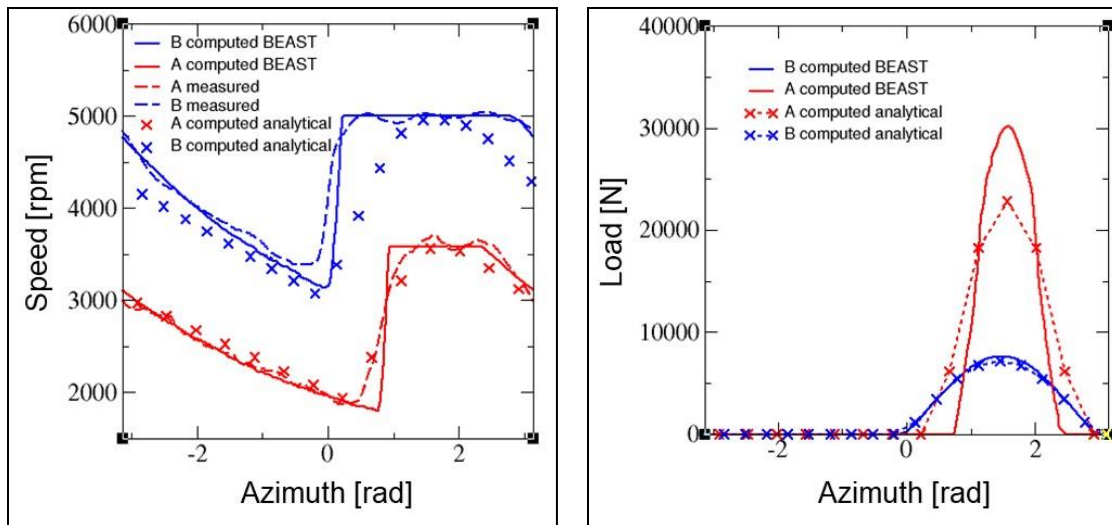 6000
B computed BEAST
A computed BEAST
A measured
B measured
A computed analytical
B computed analytical
5000
4000
3000
2000
Speed [rpm]
-2
0
2
Azimuth [rad]
40000
B computed BEAST
A computed BEAST
A computed analytical
B computed analytical
30000
20000
10000
0
Load [N]
-2
0
2
Azimuth [rad]